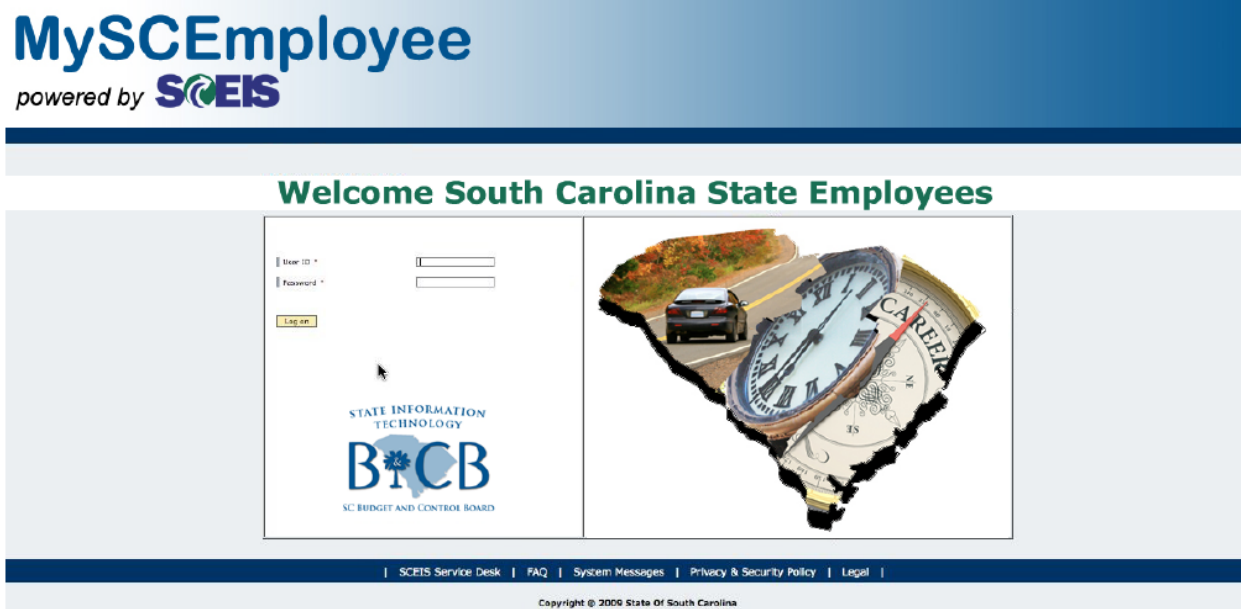 MySCEmployee
powered by SCEIS
Welcome South Carolina State Employees
User ID *
Password *
Log on
STATE INFORMATION
TECHNOLOGY
B&CB
SC BUDGET AND CONTROL BOARD
CAREER
NE
SE
| SCEIS Service Desk | FAQ | System Messages | Privacy & Security Policy | Legal |
Copyright © 2009 State Of South Carolina